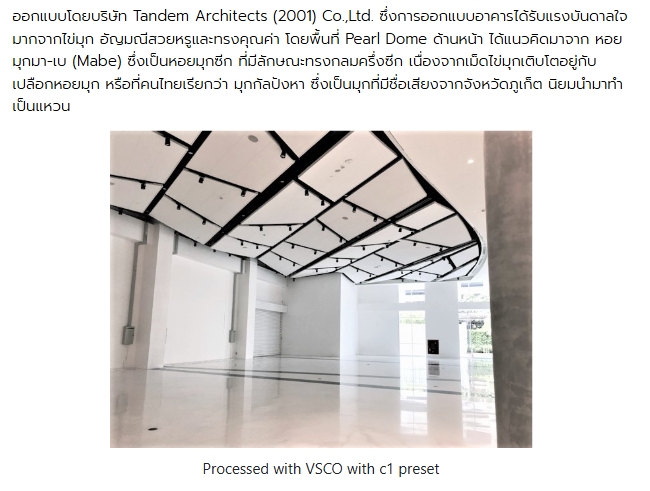 ออกแบบโดยบริษัท Tandem Architects (2001) Co.,Ltd. ซึ่งการออกแบบอาคารได้รับแรงบันดาลใจ
มากจากไข่มุก อัญมณีสวยหรูและทรงคุณค่า โดยพื้นที่ Pearl Dome ด้านหน้า ได้แนวคิดมาจาก หอย
มุกมา-เบ (Mabe) ซึ่งเป็นหอยมุกซีก ที่มีลักษณะทรงกลมครึ่งซีก เนื่องจากเม็ดไข่มุกเติบโตอยู่กับ
เปลือกหอยมุก หรือที่คนไทยเรียกว่า มุกกัลปังหา ซึ่งเป็นมุกที่มีชื่อเสียงจากจังหวัดภูเก็ต นิยมนำมาทำ
เป็นแหวน
Processed with VSCO with c1 preset